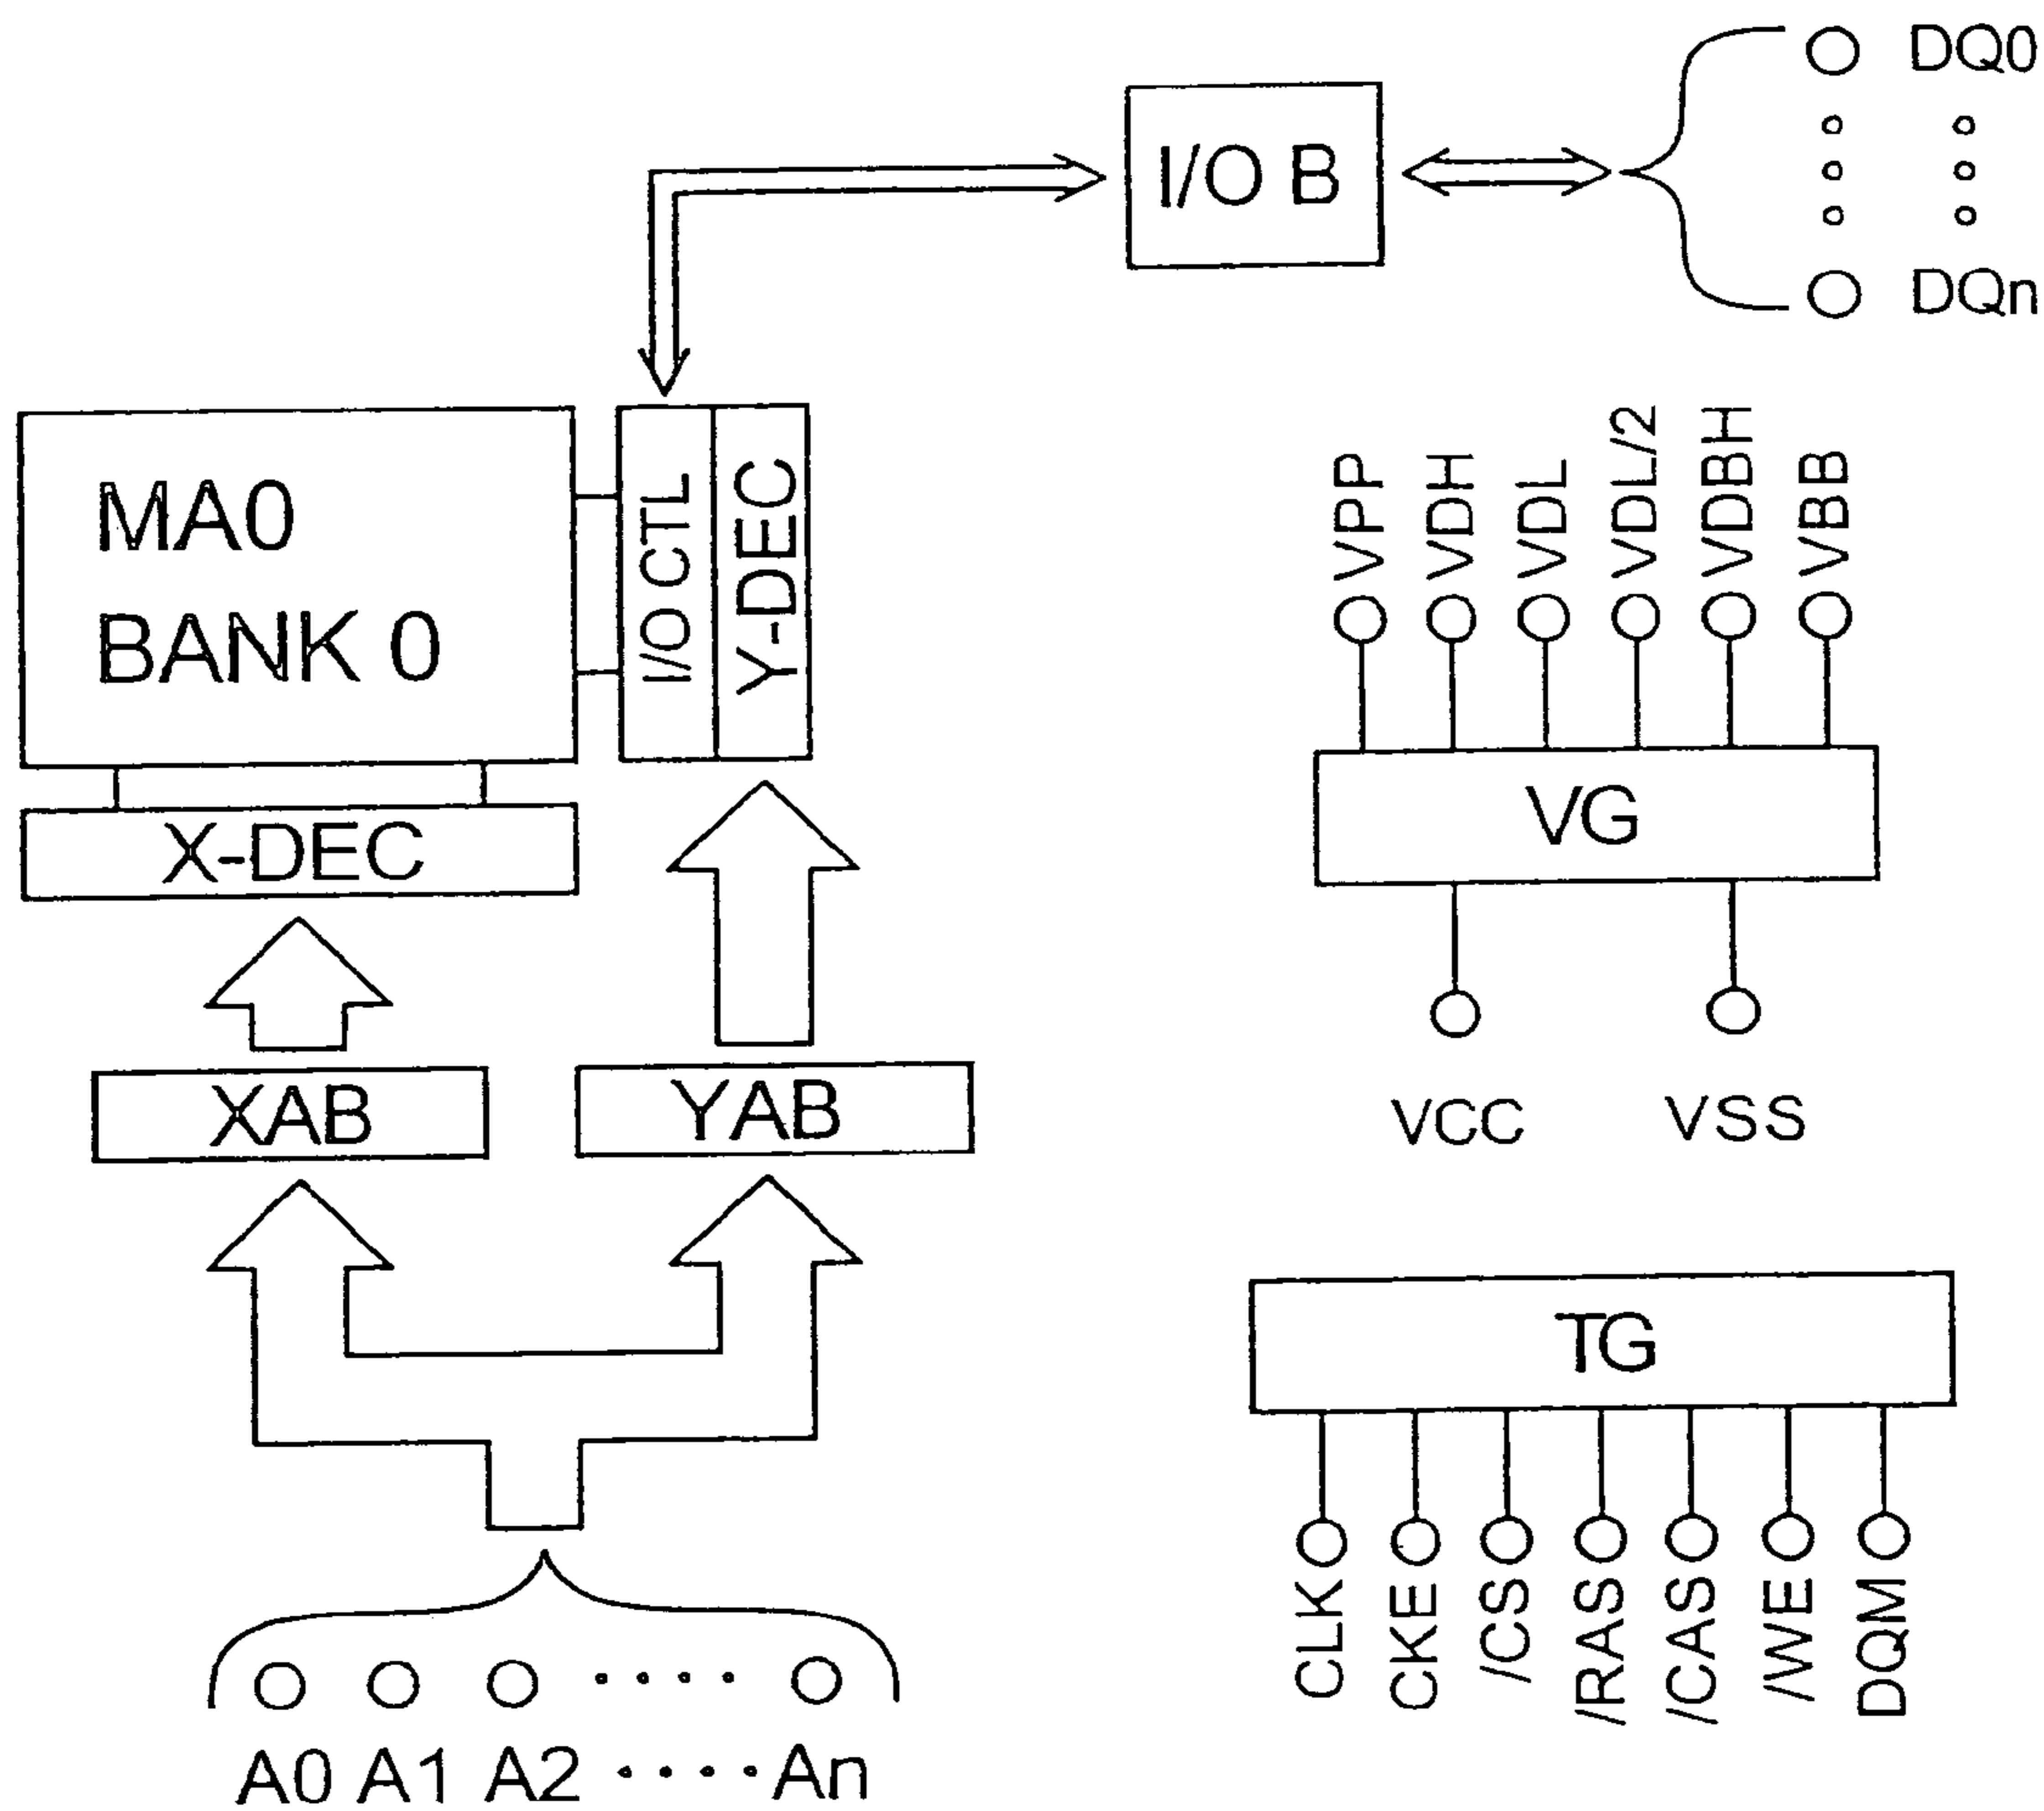 DQ0
I/O B
DQn
MA0
BANK 0
I/O CTL
Y-DEC
X-DEC
XAB
YAB
A0 A1 A2 ···· An
VPP
VDH
VDL
VDL/2
VDBH
VBB
VG
VCC
VSS
TG
CLK
CKE
/CS
/RAS
/CAS
/WE
DQM